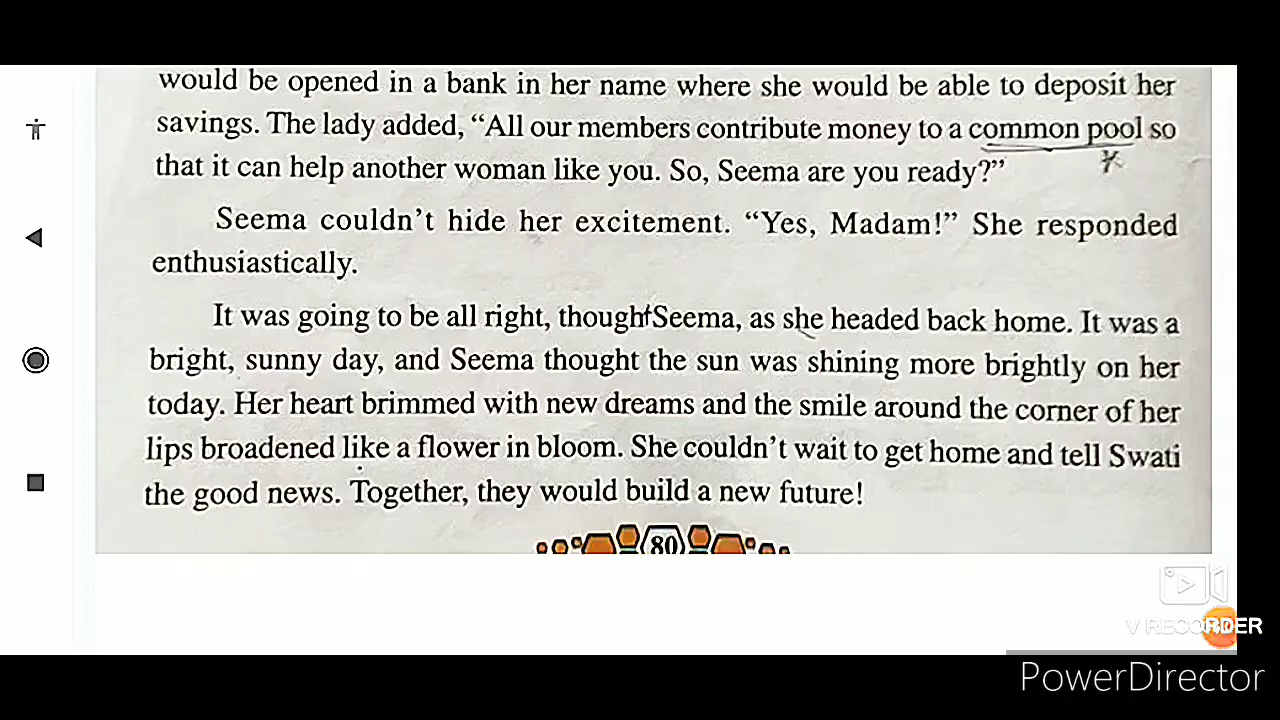 would be opened in a bank in her name where she would be able to deposit her
savings. The lady added, “All our members contribute money to a common pool so
that it can help another woman like you. So, Seema are you ready?”
Seema couldn’t hide her excitement. “Yes, Madam!” She responded
enthusiastically.
It was going to be all right, thought Seema, as she headed back home. It was a
bright, sunny day, and Seema thought the sun was shining more brightly on her
today. Her heart brimmed with new dreams and the smile around the corner of her
lips broadened like a flower in bloom. She couldn’t wait to get home and tell Swati
the good news. Together, they would build a new future!
80
V RECORDER
PowerDirector